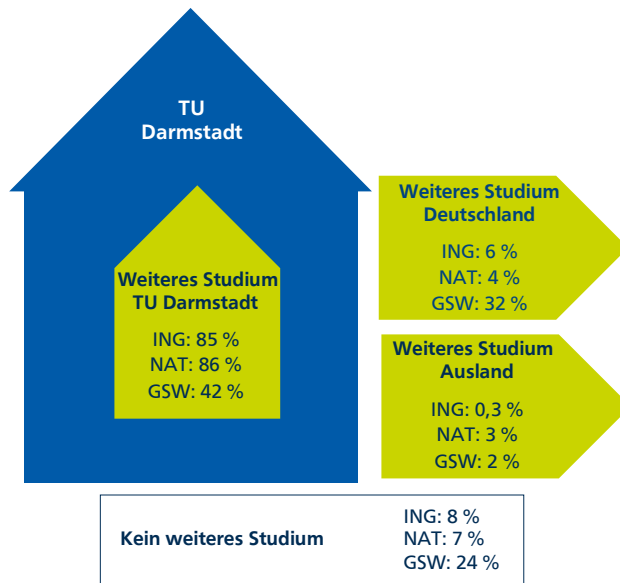 TU
Darmstadt
Weiteres Studium
TU Darmstadt
ING: 85 %
NAT: 86 %
GSW: 42 %
Weiteres Studium
Deutschland
ING: 6 %
NAT: 4 %
GSW: 32 %
Weiteres Studium
Ausland
ING: 0,3 %
NAT: 3 %
GSW: 2 %
Kein weiteres Studium
ING: 8 %
NAT: 7 %
GSW: 24 %